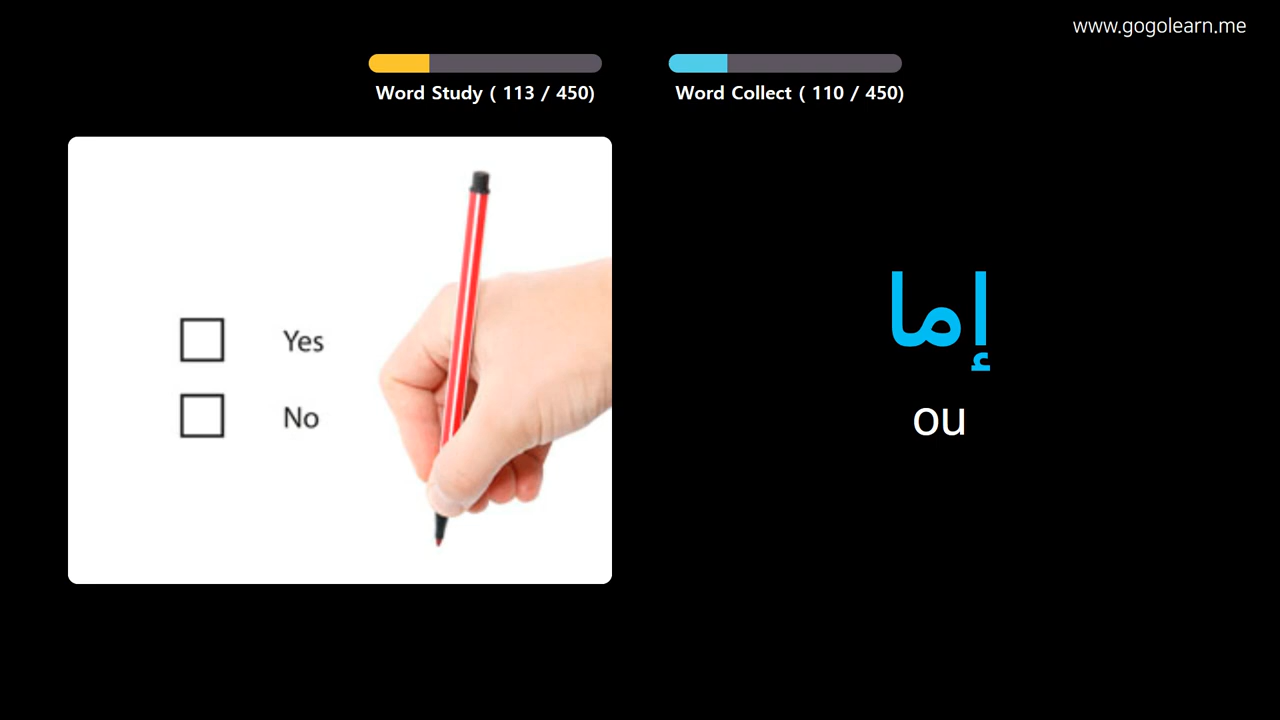 www.gogolearn.me
Word Study ( 113 / 450)
Word Collect ( 110 / 450)
Yes
No
إما
ou